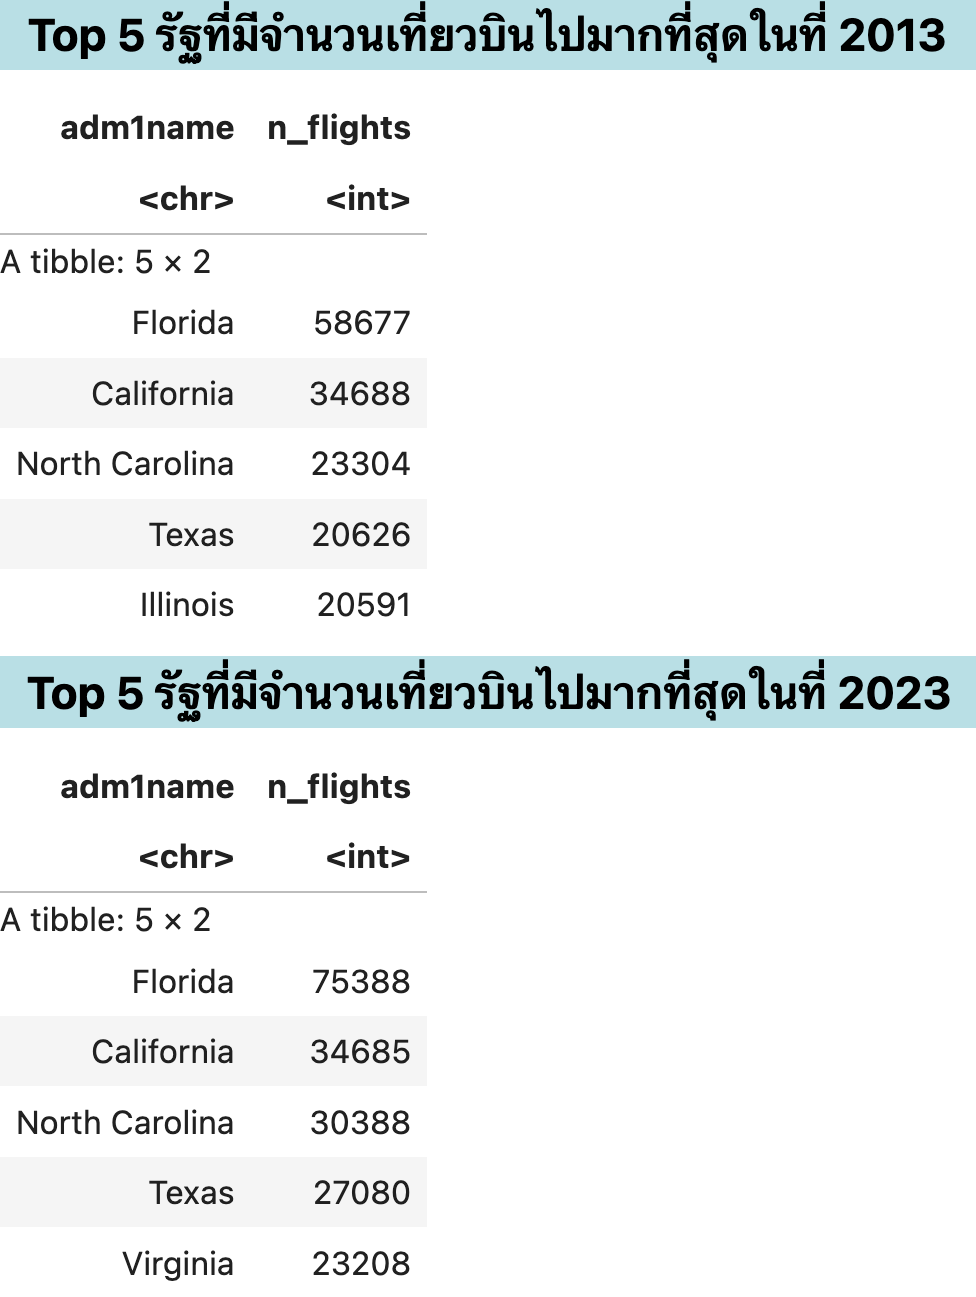 Top 5 รัฐที่มีจำนวนเที่ยวบินไปมากที่สุดในที่ 2013
adm1name n_flights
<chr> <int>
A tibble: 5 × 2
Florida 58677
California 34688
North Carolina 23304
Texas 20626
Illinois 20591
Top 5 รัฐที่มีจำนวนเที่ยวบินไปมากที่สุดในที่ 2023
adm1name n_flights
<chr> <int>
A tibble: 5 × 2
Florida 75388
California 34685
North Carolina 30388
Texas 27080
Virginia 23208